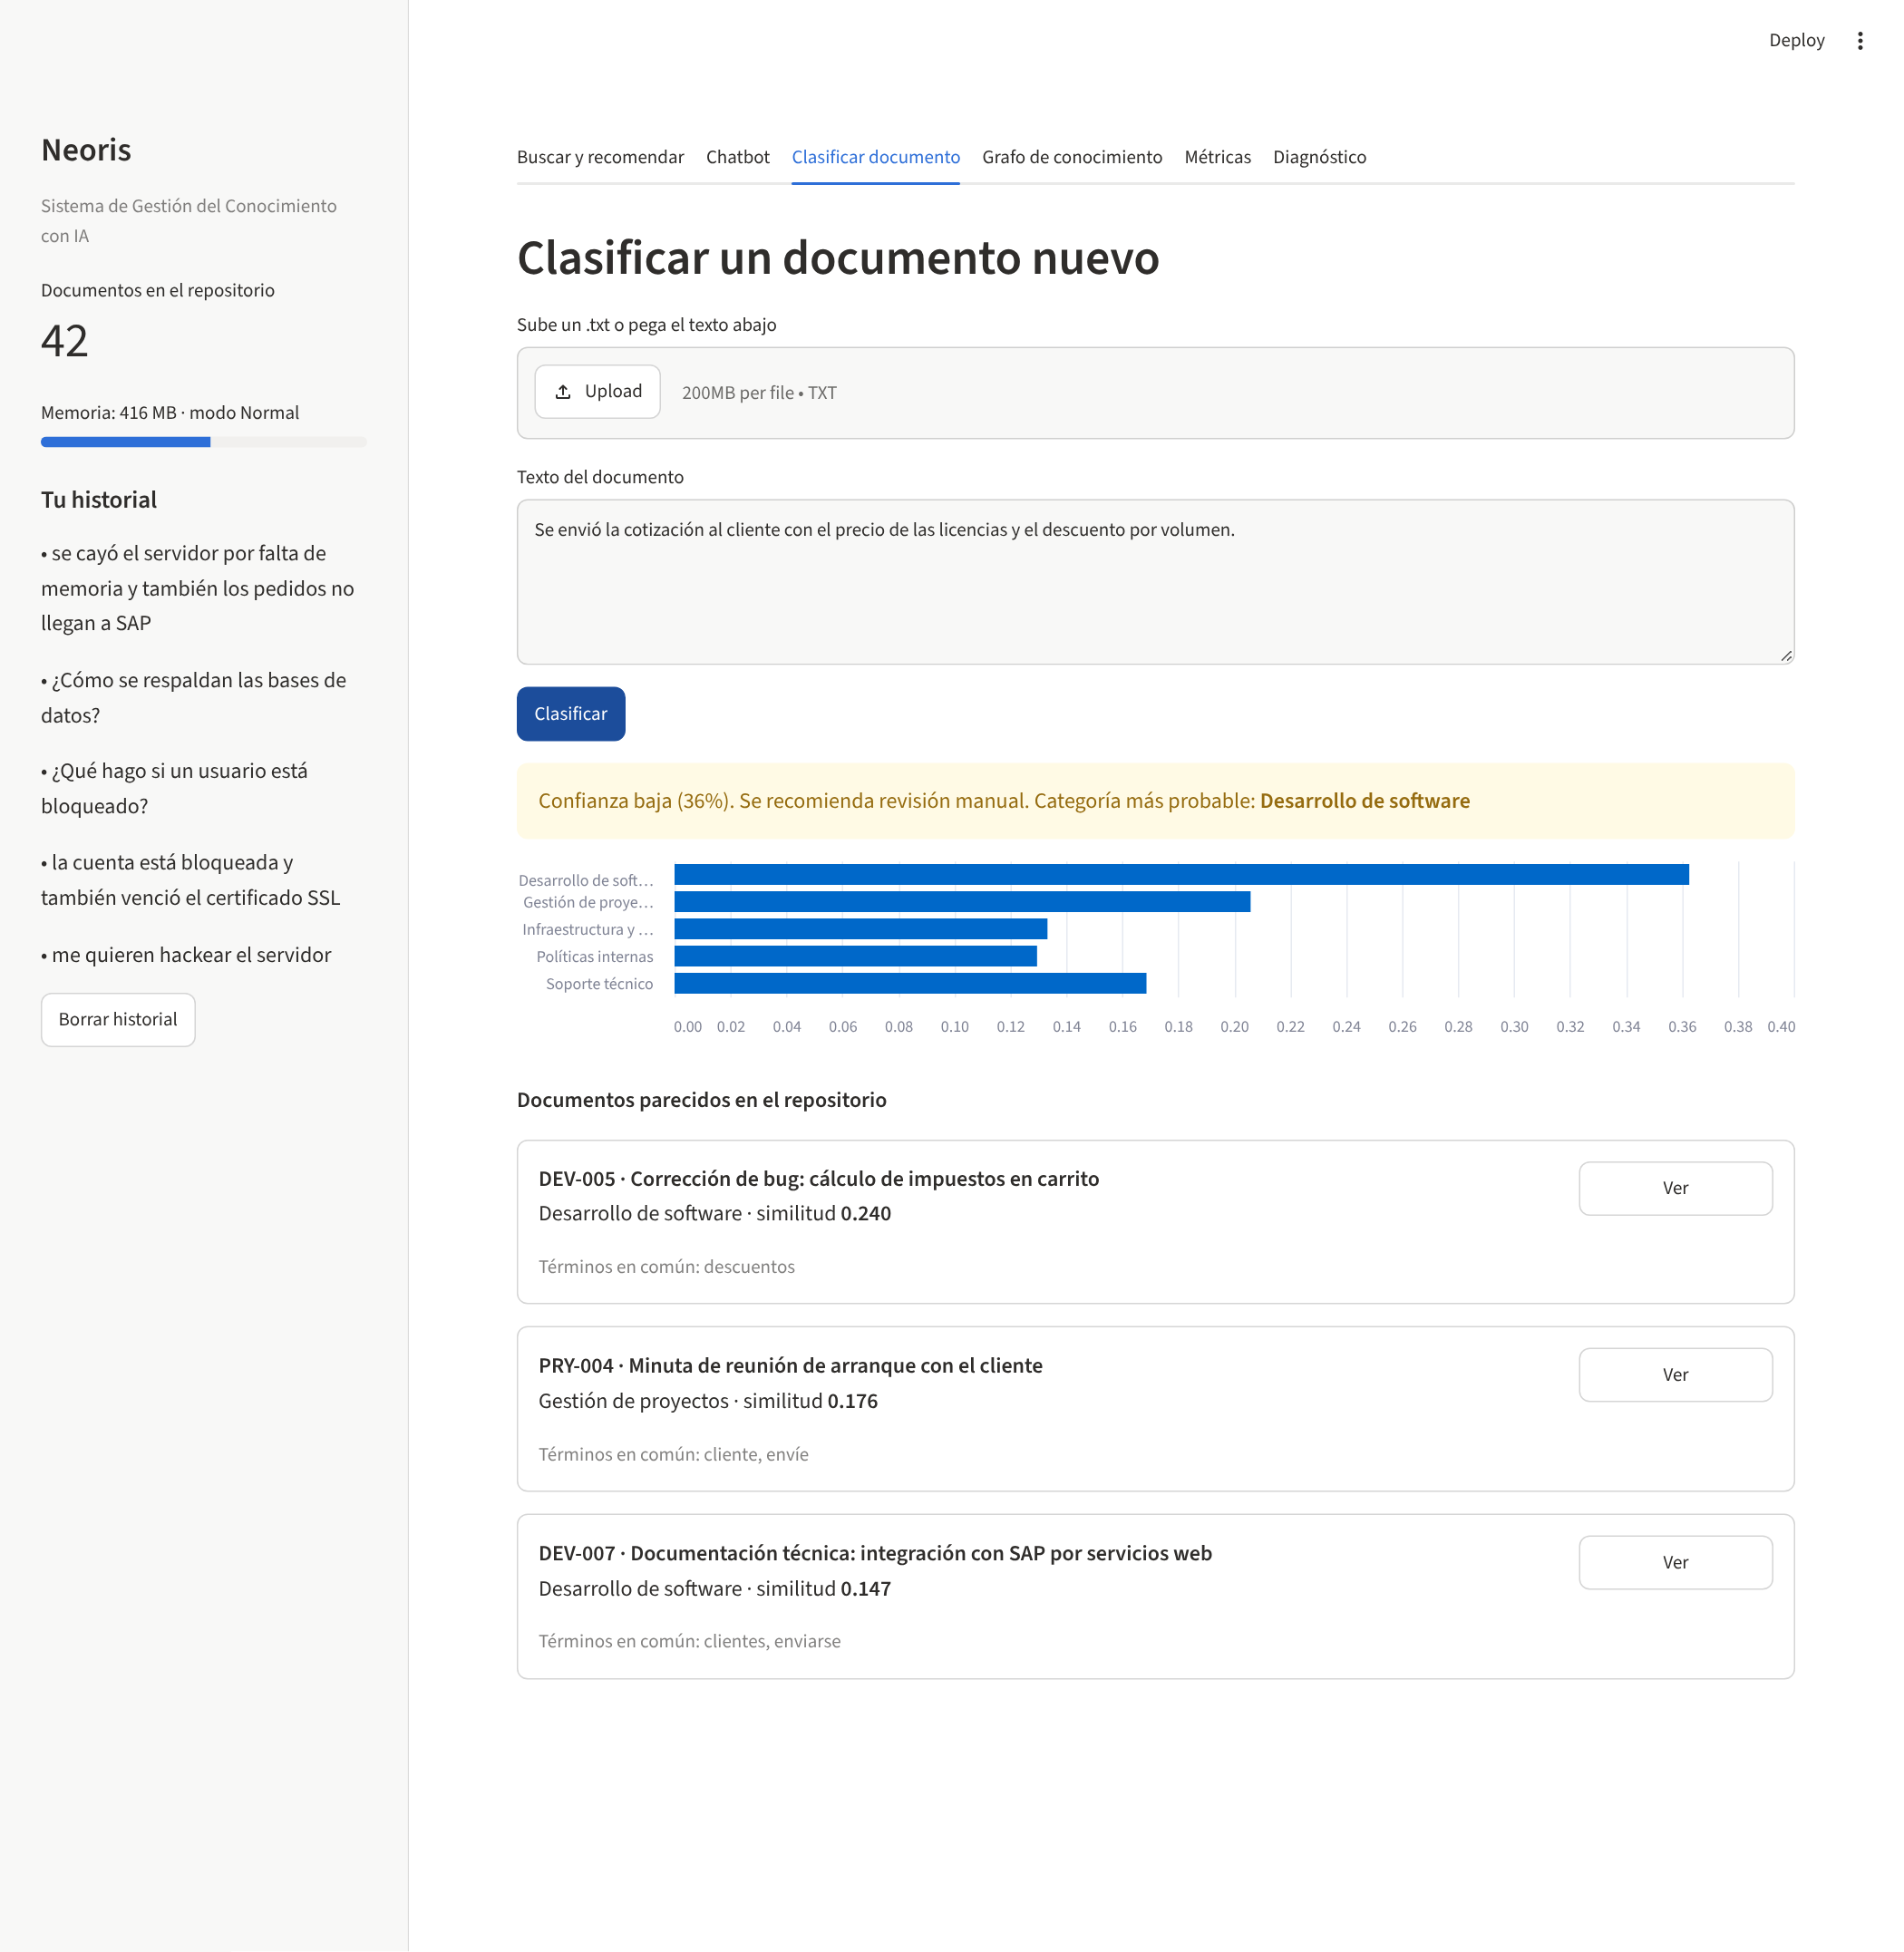 Deploy
Neoris
Sistema de Gestión del Conocimiento
con IA
Documentos en el repositorio
42
Memoria: 416 MB · modo Normal
Tu historial
• se cayó el servidor por falta de
memoria y también los pedidos no
llegan a SAP
• ¿Cómo se respaldan las bases de
datos?
• ¿Qué hago si un usuario está
bloqueado?
• la cuenta está bloqueada y
también venció el certificado SSL
• me quieren hackear el servidor
Borrar historial
Buscar y recomendar Chatbot Clasificar documento Grafo de conocimiento Métricas Diagnóstico
Clasificar un documento nuevo
Sube un .txt o pega el texto abajo
Upload 200MB per file • TXT
Texto del documento
Se envió la cotización al cliente con el precio de las licencias y el descuento por volumen.
Clasificar
Confianza baja (36%). Se recomienda revisión manual. Categoría más probable: Desarrollo de software
Desarrollo de soft…
Gestión de proye…
Infraestructura y …
Políticas internas
Soporte técnico
0.00 0.02 0.04 0.06 0.08 0.10 0.12 0.14 0.16 0.18 0.20 0.22 0.24 0.26 0.28 0.30 0.32 0.34 0.36 0.38 0.40
Documentos parecidos en el repositorio
DEV-005 · Corrección de bug: cálculo de impuestos en carrito
Ver
Desarrollo de software · similitud 0.240
Términos en común: descuentos
PRY-004 · Minuta de reunión de arranque con el cliente
Ver
Gestión de proyectos · similitud 0.176
Términos en común: cliente, envíe
DEV-007 · Documentación técnica: integración con SAP por servicios web
Ver
Desarrollo de software · similitud 0.147
Términos en común: clientes, enviarse